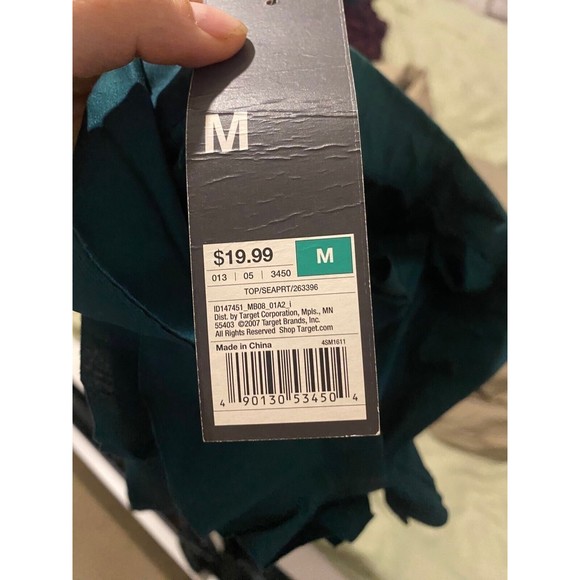 M
$19.99
M
013 | 05 | 3450
TOP/SEAPRT/263396
ID147451_MB08_01A2_i
Dist. by Target Corporation, Mpls., MN
55403 ©2007 Target Brands, Inc.
All Rights Reserved Shop Target.com
Made in China
4SM1611
4 90130 53450 4